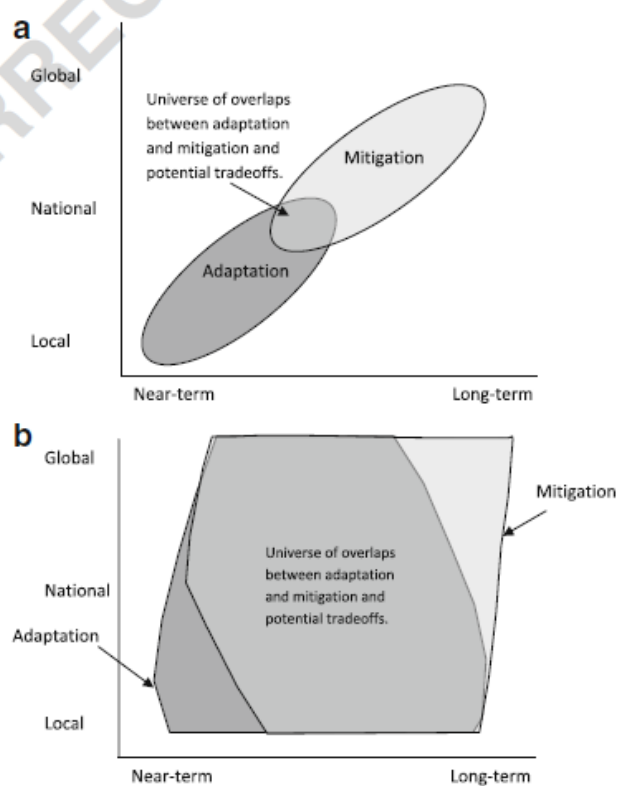 RREC
a
Global
Universe of overlaps
between adaptation
and mitigation and
potential tradeoffs.
Mitigation
National
Adaptation
Local
Near-term Long-term
b
Global
Mitigation
Universe of overlaps
between adaptation
and mitigation and
potential tradeoffs.
National
Adaptation
Local
Near-term Long-term